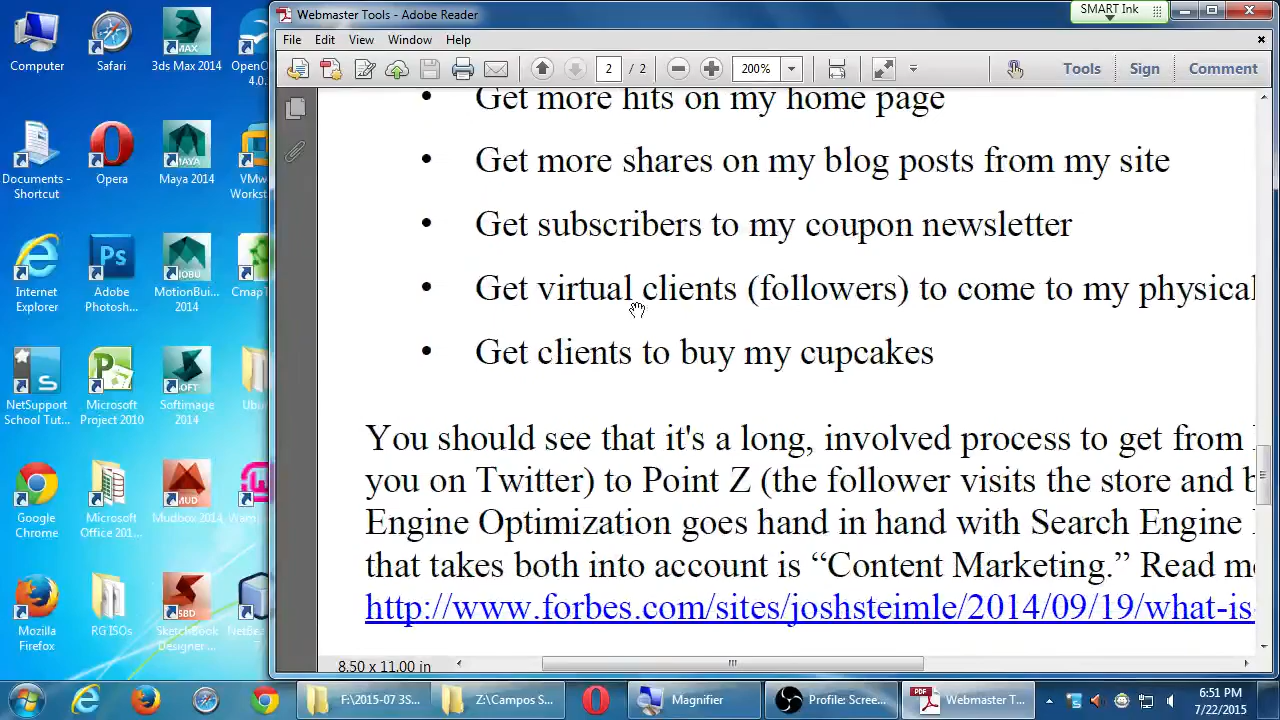 Webmaster Tools - Adobe Reader
SMART Ink
File Edit View Window Help
2 / 2 200% Tools Sign Comment
• Get more hits on my home page
• Get more shares on my blog posts from my site
• Get subscribers to my coupon newsletter
• Get virtual clients (followers) to come to my physical
• Get clients to buy my cupcakes
You should see that it's a long, involved process to get from
you on Twitter) to Point Z (the follower visits the store and
Engine Optimization goes hand in hand with Search Engine
that takes both into account is “Content Marketing.” Read
http://www.forbes.com/sites/joshsteimle/2014/09/19/what-is-
8.50 x 11.00 in
Computer
Safari
3ds Max 2014
MAX
Documents - Shortcut
Opera
Maya 2014
MAYA
Internet Explorer
Adobe Photosh...
Ps
MotionBui... 2014
NetSupport School Tut...
Microsoft Project 2010
Softimage 2014
Google Chrome
Microsoft Office 201...
Mudbox 2014
MUD
Mozilla Firefox
RG ISOs
SketchBook Designer ...
SBD
F:\2015-07 3S...
Z:\Campos S...
Magnifier
Profile: Scree...
PDF
Webmaster T...
6:51 PM
7/22/2015